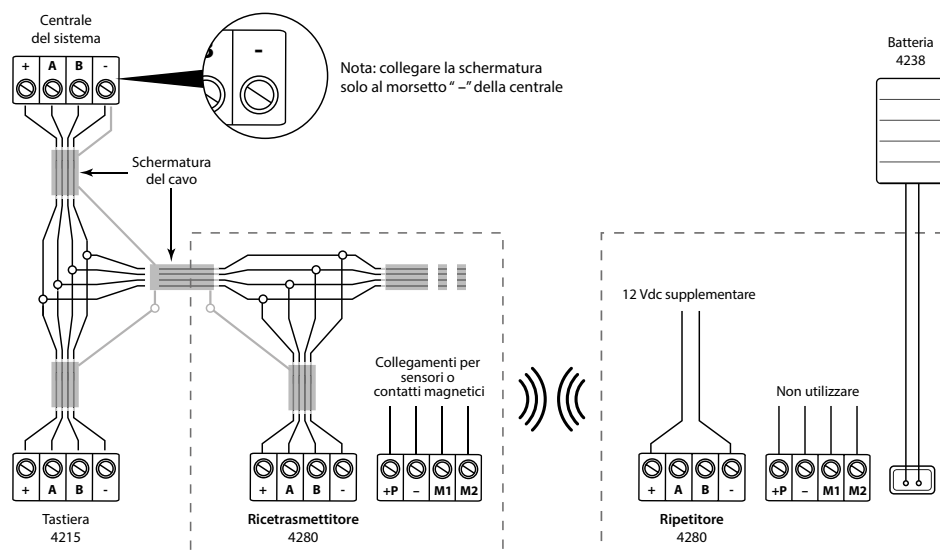 Centrale
del sistema
+ A B -
-
Nota: collegare la schermatura
solo al morsetto “ –” della centrale
Batteria
4238
Schermatura
del cavo
12 Vdc supplementare
Collegamenti per
sensori o
contatti magnetici
Non utilizzare
+ A B -
+ A B -
+P – M1 M2
+ A B -
+P – M1 M2
Tastiera
4215
Ricetrasmettitore
4280
Ripetitore
4280